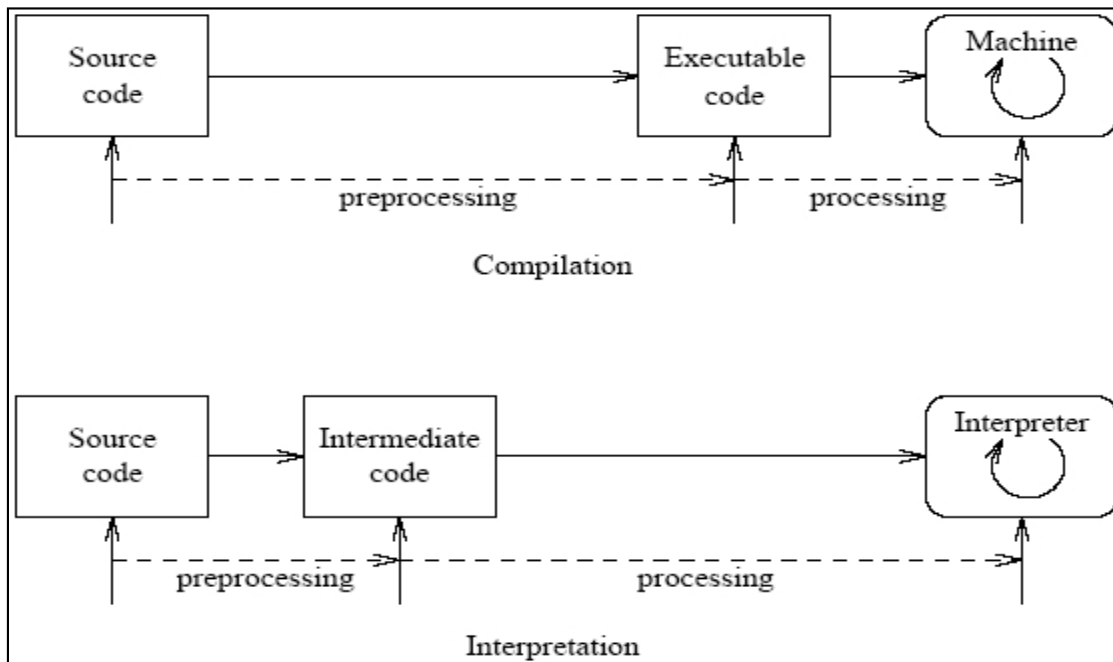 Source
code
Executable
code
Machine
preprocessing
processing
Compilation
Source
code
Intermediate
code
Interpreter
preprocessing
processing
Interpretation